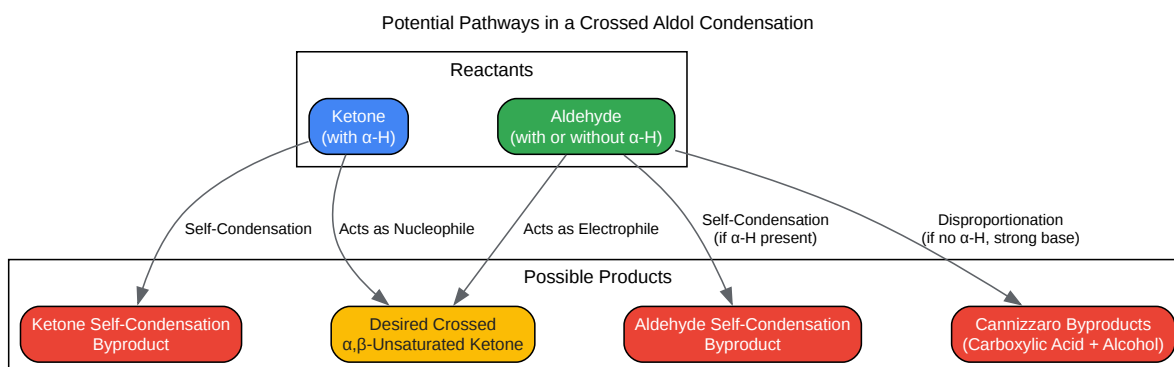 Potential Pathways in a Crossed Aldol Condensation
Reactants
Ketone
(with α-H)
Aldehyde
(with or without α-H)
Self-Condensation
Acts as Nucleophile
Acts as Electrophile
Self-Condensation
(if α-H present)
Disproportionation
(if no α-H, strong base)
Possible Products
Ketone Self-Condensation
Byproduct
Desired Crossed
α,β-Unsaturated Ketone
Aldehyde Self-Condensation
Byproduct
Cannizzaro Byproducts
(Carboxylic Acid + Alcohol)